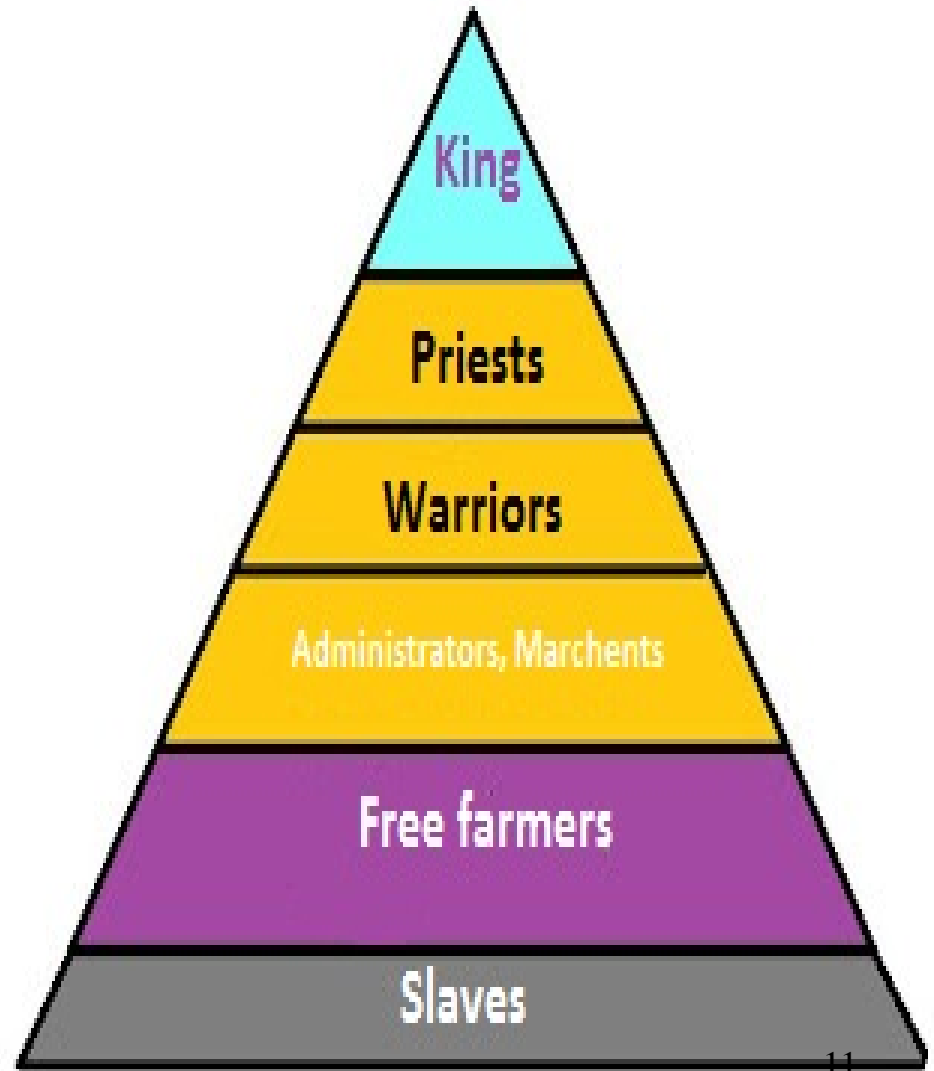 King
Priests
Warriors
Administrators, Marchents
Free farmers
Slaves
11